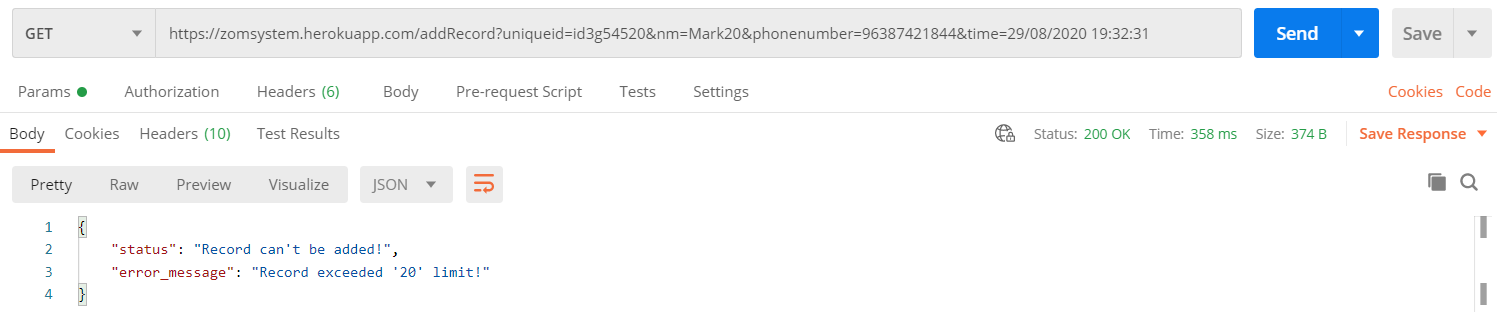 GET https://zomsystem.herokuapp.com/addRecord?uniqueid=id3g54520&nm=Mark20&phonenumber=96387421844&time=29/08/2020 19:32:31 Send Save
Params Authorization Headers (6) Body Pre-request Script Tests Settings Cookies Code
Body Cookies Headers (10) Test Results Status: 200 OK Time: 358 ms Size: 374 B Save Response
Pretty Raw Preview Visualize JSON
1 {
2 "status": "Record can't be added!",
3 "error_message": "Record exceeded '20' limit!"
4 }